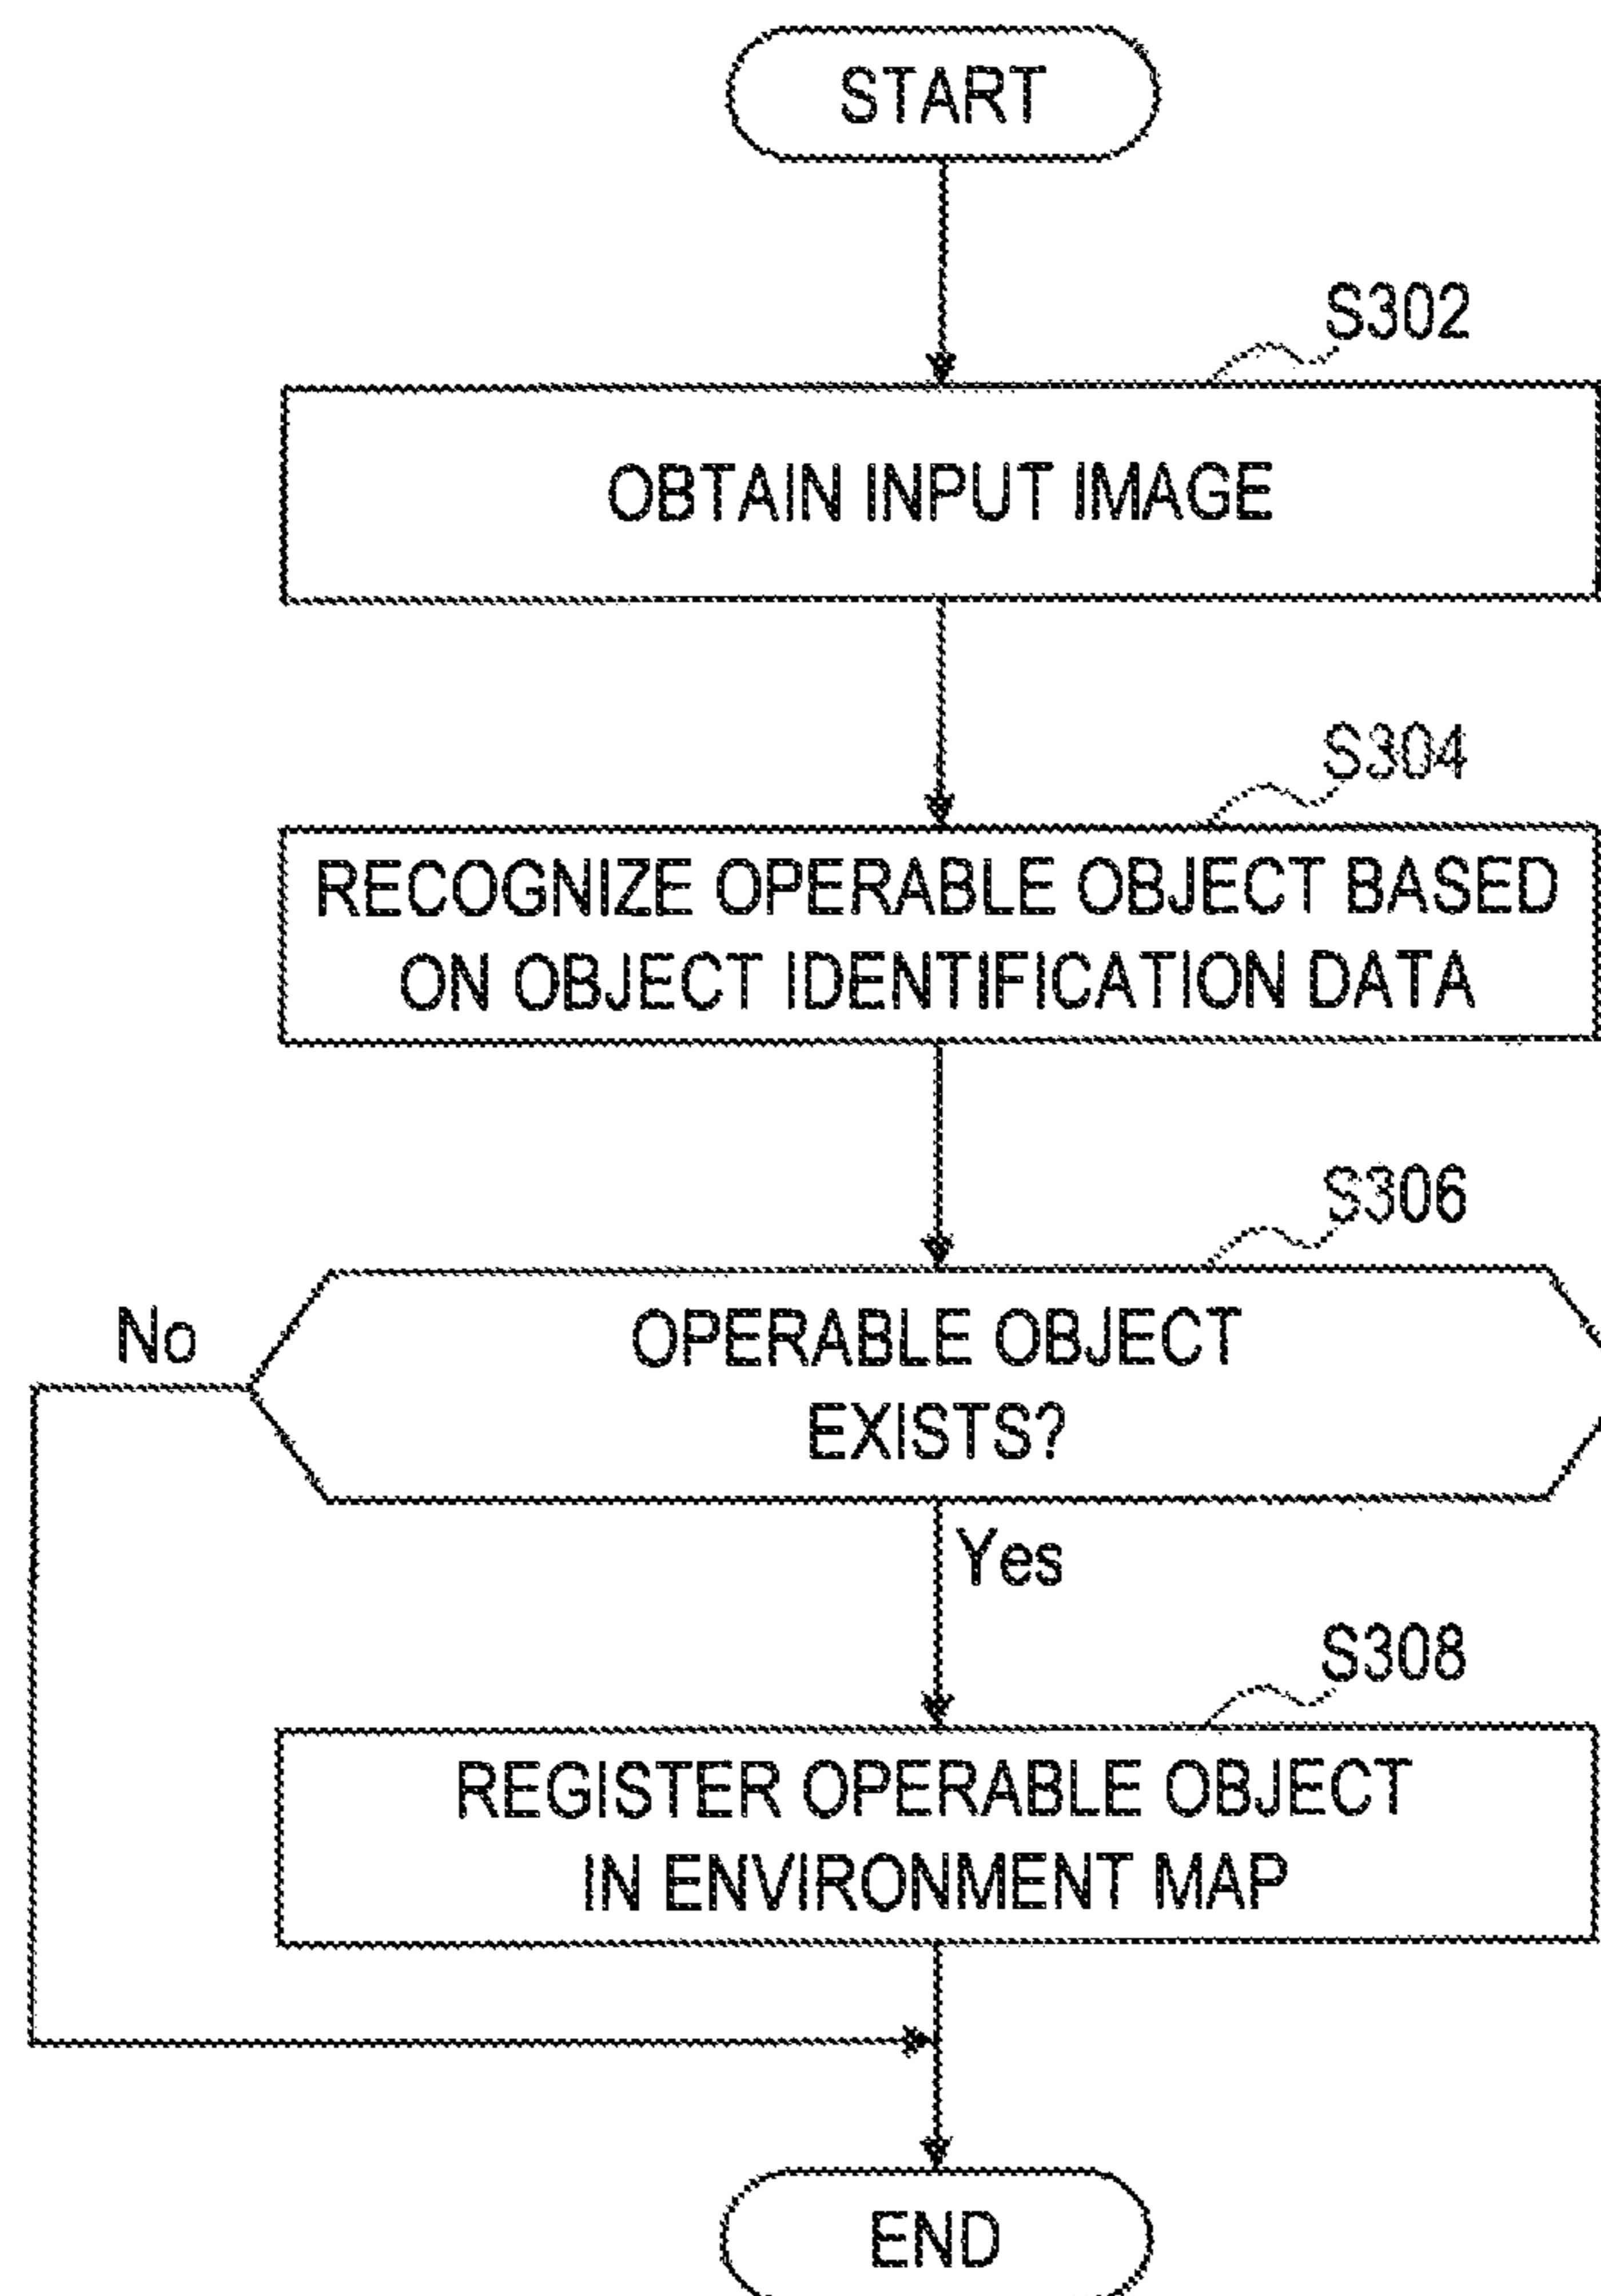 START
S302
OBTAIN INPUT IMAGE
S304
RECOGNIZE OPERABLE OBJECT BASED
ON OBJECT IDENTIFICATION DATA
S306
No
OPERABLE OBJECT
EXISTS?
Yes
S308
REGISTER OPERABLE OBJECT
IN ENVIRONMENT MAP
END